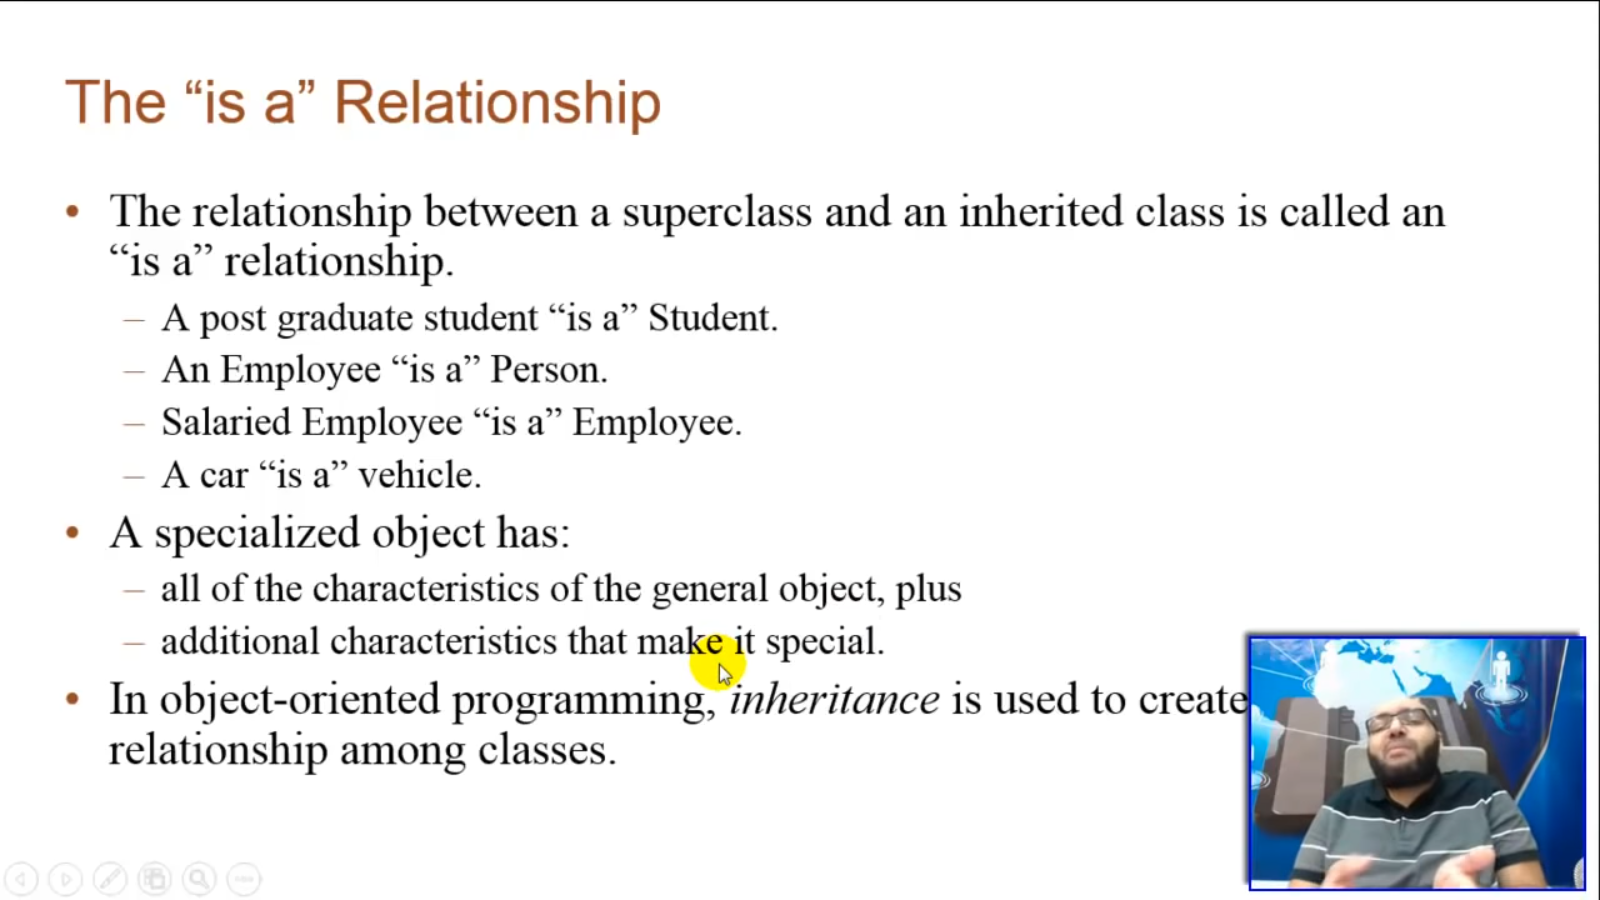 The “is a” Relationship
• The relationship between a superclass and an inherited class is called an
“is a” relationship.
– A post graduate student “is a” Student.
– An Employee “is a” Person.
– Salaried Employee “is a” Employee.
– A car “is a” vehicle.
• A specialized object has:
– all of the characteristics of the general object, plus
– additional characteristics that make it special.
• In object-oriented programming, inheritance is used to create
relationship among classes.